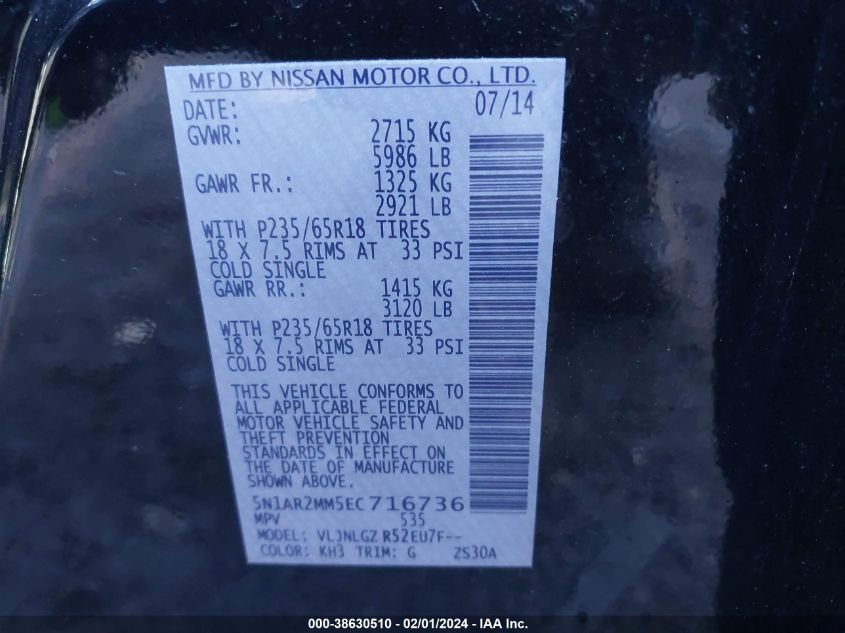 MFD BY NISSAN MOTOR CO., LTD.
DATE: 07/14
GVWR: 2715 KG
5986 LB
GAWR FR.: 1325 KG
2921 LB
WITH P235/65R18 TIRES
18 X 7.5 RIMS AT 33 PSI
COLD SINGLE
GAWR RR.: 1415 KG
3120 LB
WITH P235/65R18 TIRES
18 X 7.5 RIMS AT 33 PSI
COLD SINGLE
THIS VEHICLE CONFORMS TO
ALL APPLICABLE FEDERAL
MOTOR VEHICLE SAFETY AND
THEFT PREVENTION
STANDARDS IN EFFECT ON
THE DATE OF MANUFACTURE
SHOWN ABOVE.
5N1AR2MM5EC716736
MPV 535
MODEL: VLJNLGZ R52EU7F--
COLOR: KH3 TRIM: G ZS30A
000-38630510 - 02/01/2024 - IAA Inc.